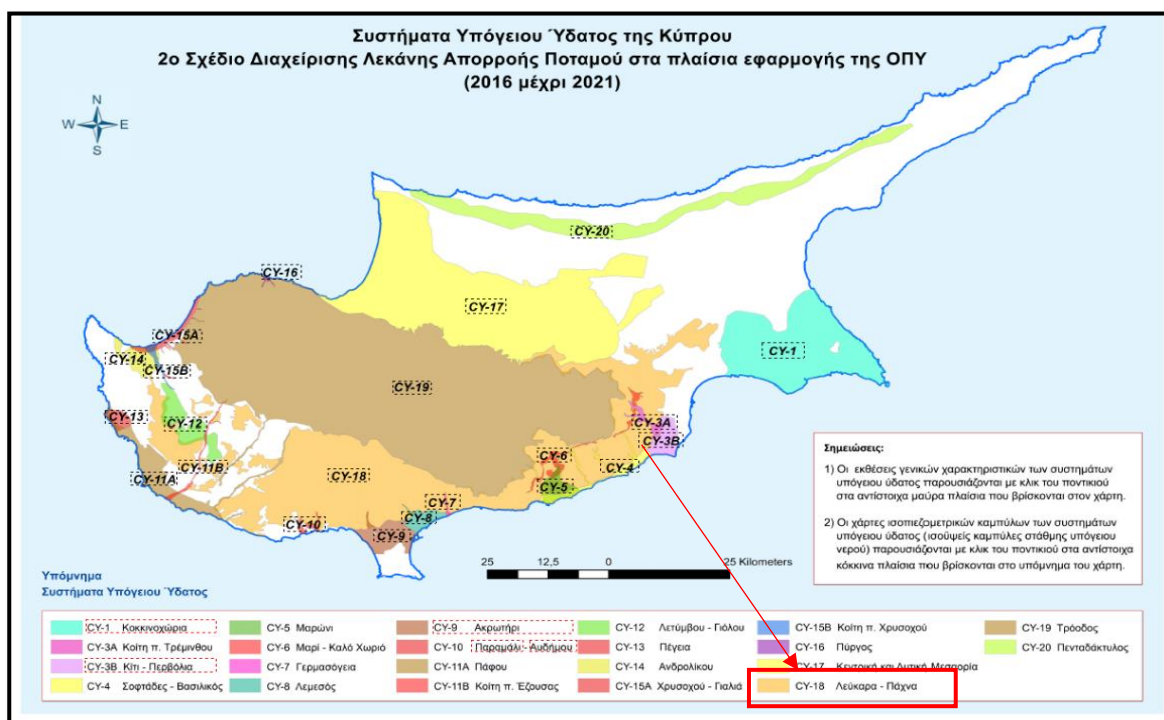 Συστήματα Υπόγειου Ύδατος της Κύπρου
2ο Σχέδιο Διαχείρισης Λεκάνης Απορροής Ποταμού στα πλαίσια εφαρμογής της ΟΠΥ
(2016 μέχρι 2021)
N
W E
S
CY-20
CY-16
CY-17
CY-15A
CY-1
CY-14
CY-15B
CY-19
CY-13
CY-12
CY-3A
CY-3B
CY-11B
CY-6
CY-4
CY-18
CY-11A
CY-5
CY-7
CY-8
CY-10
CY-9
25 12,5 0 25 Kilometers
Σημειώσεις:
1) Οι εκθέσεις γενικών χαρακτηριστικών των συστημάτων
υπόγειου ύδατος παρουσιάζονται με κλικ του ποντικιού
στα αντίστοιχα μαύρα πλαίσια που βρίσκονται στον χάρτη.
2) Οι χάρτες ισοπιεζομετρικών καμπύλων των συστημάτων
υπόγειου ύδατος (ισοϋψείς καμπύλες στάθμης υπόγειου
νερού) παρουσιάζονται με κλικ του ποντικιού στα αντίστοιχα
κόκκινα πλαίσια που βρίσκονται στο υπόμνημα του χάρτη.
Υπόμνημα
Συστήματα Υπόγειου Ύδατος
CY-1 Κοκκινοχώρια
CY-3A Κοίτη π. Τρέμινθου
CY-3B Κίτι - Περβόλια
CY-4 Σοφτάδες - Βασιλικός
CY-5 Μαρώνι
CY-6 Μαρί - Καλό Χωριό
CY-7 Γερμασόγεια
CY-8 Λεμεσός
CY-9 Ακρωτήρι
CY-10 Παραμάλι - Αυδήμου
CY-11A Πάφου
CY-11B Κοίτη π. Έζουσας
CY-12 Λετύμβου - Γιόλου
CY-13 Πέγεια
CY-14 Ανδρολίκου
CY-15A Χρυσοχού - Γιαλιά
CY-15B Κοίτη π. Χρυσοχού
CY-16 Πύργος
CY-17 Κεντρική και Δυτική Μεσαορία
CY-18 Λεύκαρα - Πάχνα
CY-19 Τρόοδος
CY-20 Πενταδάκτυλος